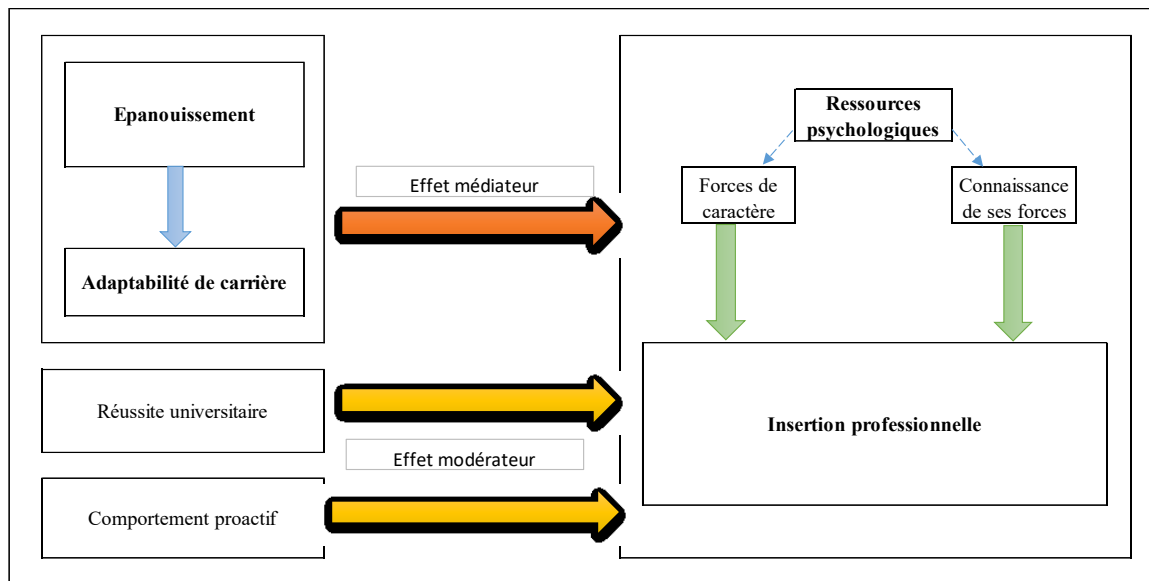 Epanouissement
Adaptabilité de carrière
Réussite universitaire
Comportement proactif
Effet médiateur
Effet modérateur
Ressources
psychologiques
Forces de
caractère
Connaissance
de ses forces
Insertion professionnelle